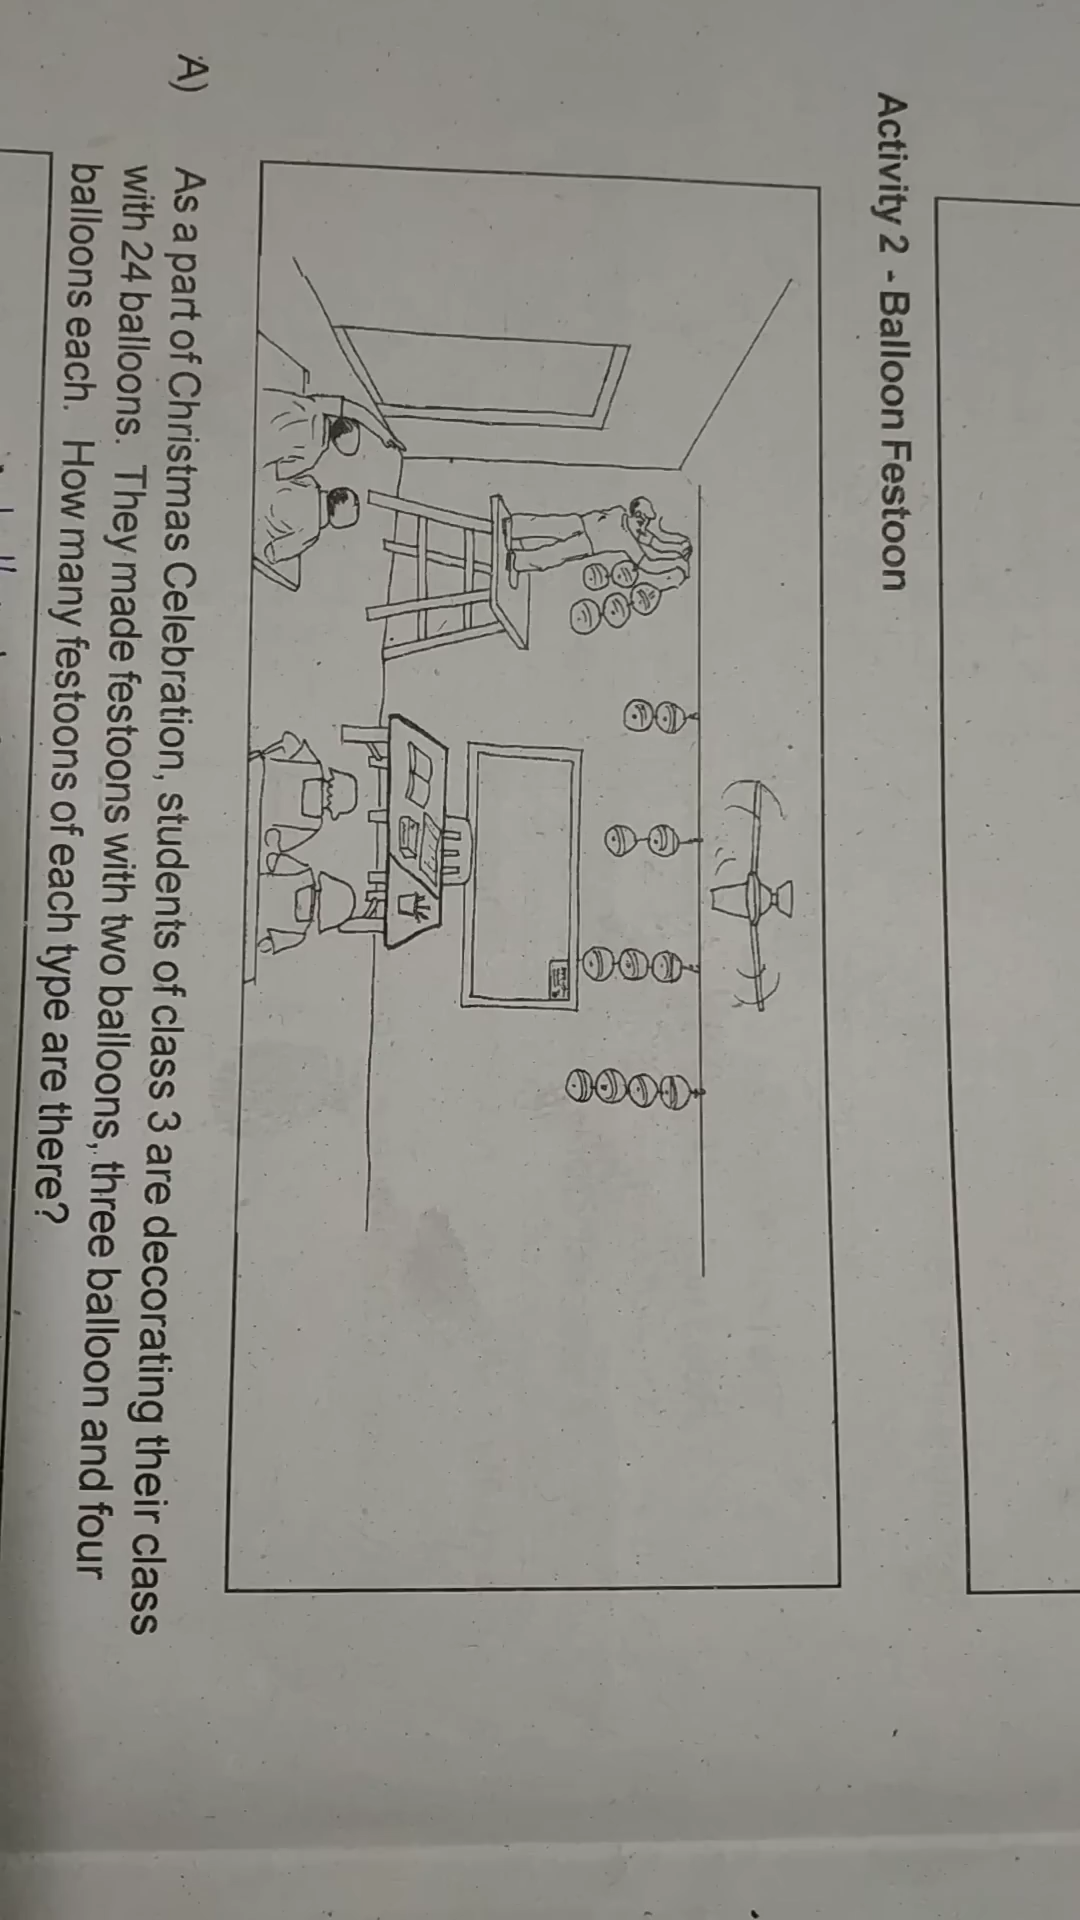 Activity 2 - Balloon Festoon
A) As a part of Christmas Celebration, students of class 3 are decorating their class
with 24 balloons. They made festoons with two balloons, three balloon and four
balloons each. How many festoons of each type are there?